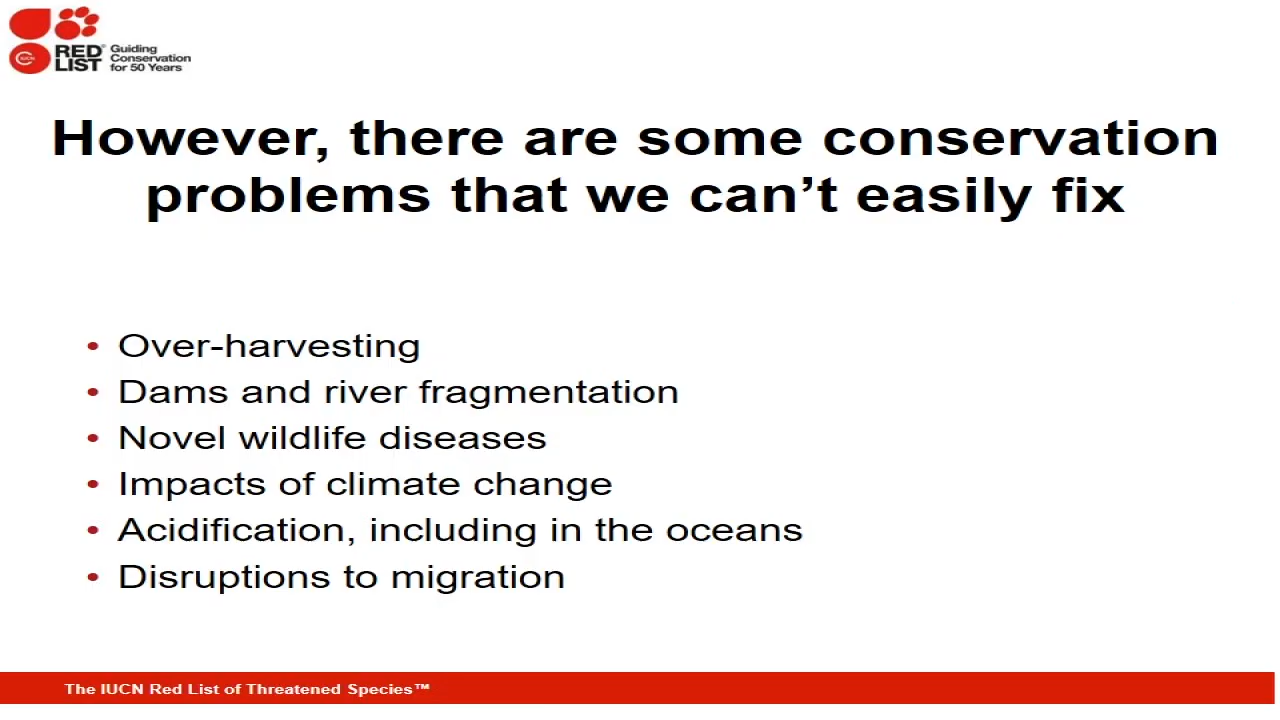 RED LIST
IUCN
Guiding
Conservation
for 50 Years
However, there are some conservation
problems that we can’t easily fix
• Over-harvesting
• Dams and river fragmentation
• Novel wildlife diseases
• Impacts of climate change
• Acidification, including in the oceans
• Disruptions to migration
The IUCN Red List of Threatened Species™